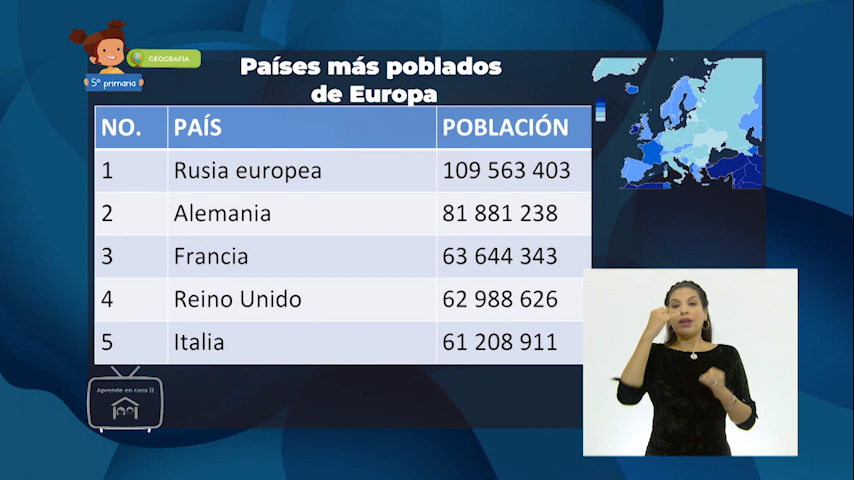 GEOGRAFÍA
5° primaria
Países más poblados
de Europa
NO. PAÍS POBLACIÓN
1 Rusia europea 109 563 403
2 Alemania 81 881 238
3 Francia 63 644 343
4 Reino Unido 62 988 626
5 Italia 61 208 911
Aprende en casa II